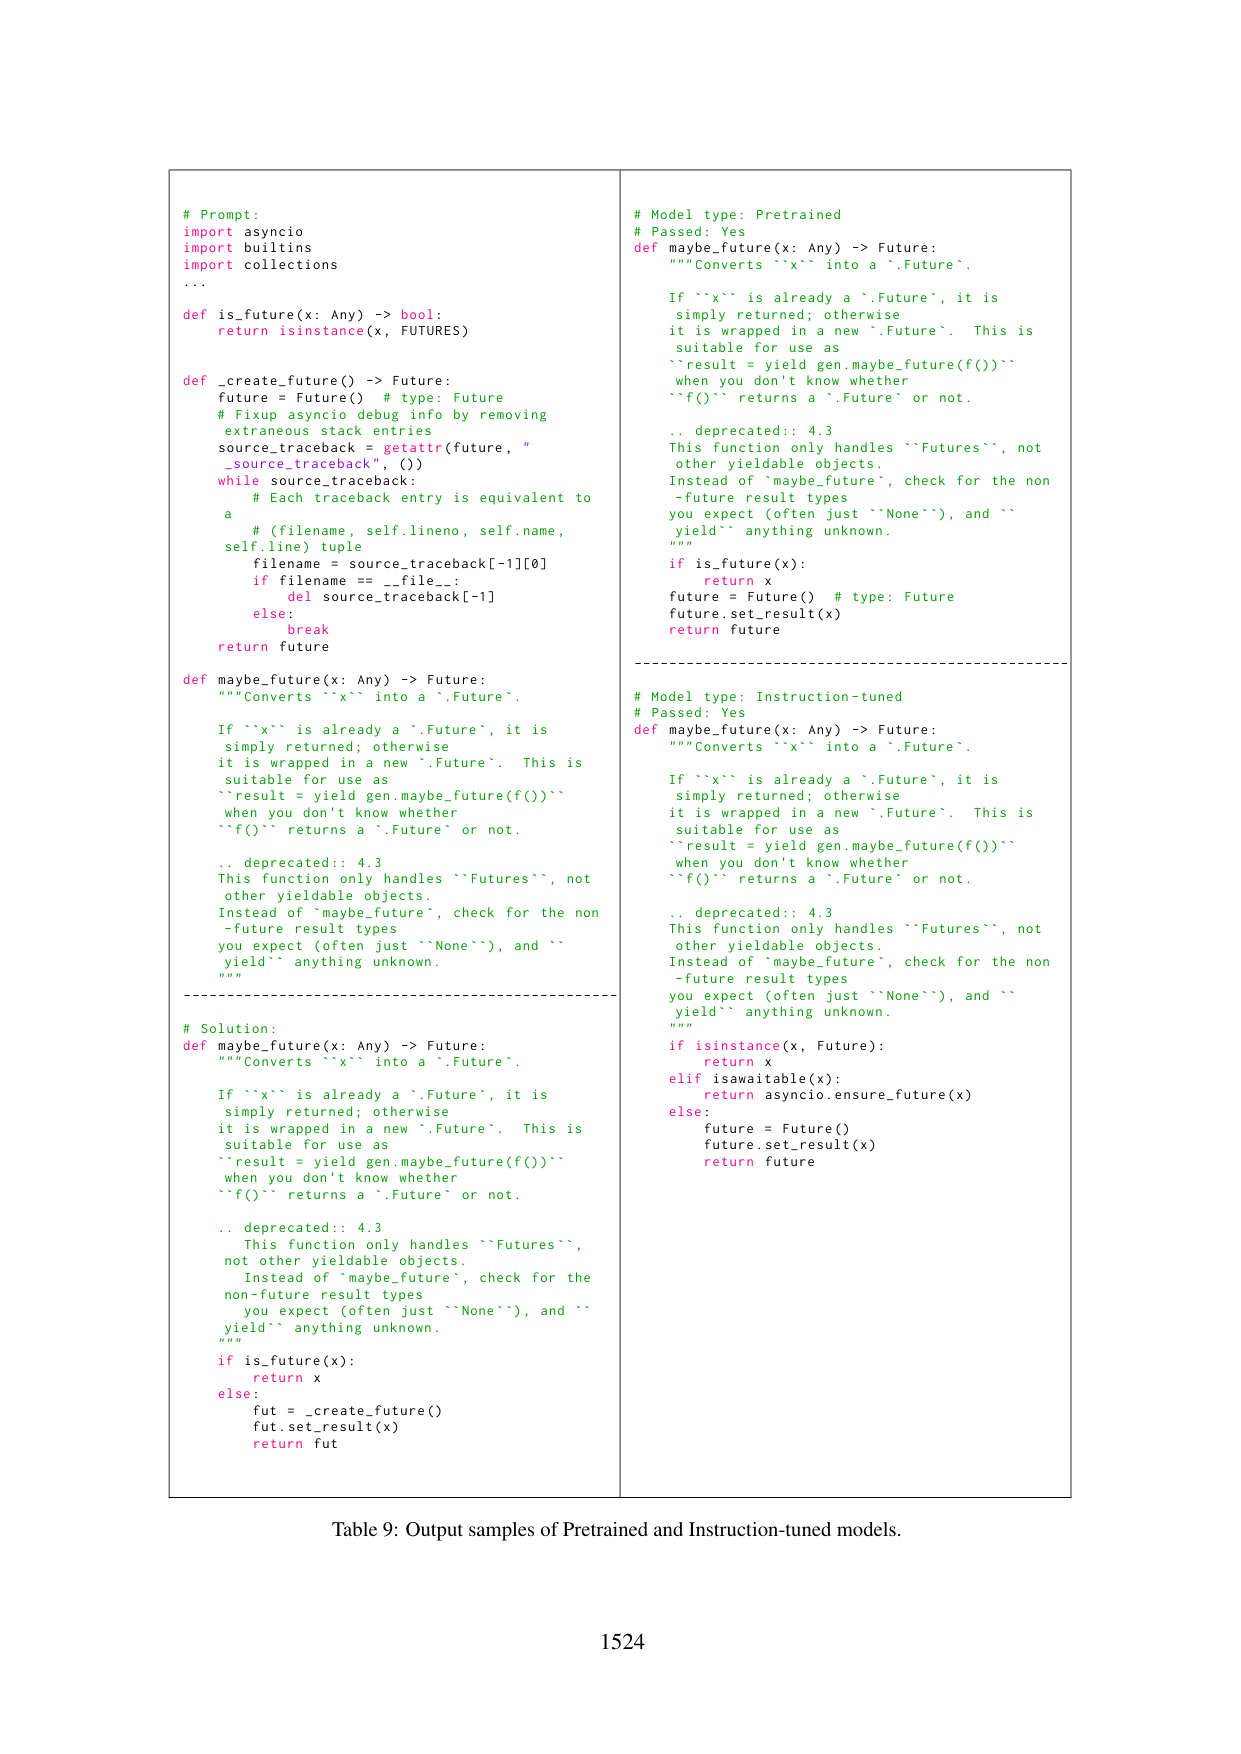 # Prompt:
import asyncio
import builtins
import collections
...
def is_future(x: Any) -> bool:
    return isinstance(x, FUTURES)
def _create_future() -> Future:
    future = Future()  # type: Future
    # Fixup asyncio debug info by removing
    extraneous stack entries
    source_traceback = getattr(future, "
    _source_traceback", ())
    while source_traceback:
        # Each traceback entry is equivalent to
    a
        # (filename, self.lineno, self.name,
    self.line) tuple
        filename = source_traceback[-1][0]
        if filename == __file__:
            del source_traceback[-1]
        else:
            break
    return future
def maybe_future(x: Any) -> Future:
    """Converts ``x`` into a `.Future`.
    If ``x`` is already a `.Future`, it is
    simply returned; otherwise
    it is wrapped in a new `.Future`.  This is
    suitable for use as
    ``result = yield gen.maybe_future(f())``
    when you don't know whether
    ``f()`` returns a `.Future` or not.
    .. deprecated:: 4.3
    This function only handles ``Futures``, not
    other yieldable objects.
    Instead of `maybe_future`, check for the non
    -future result types
    you expect (often just ``None``), and ``
    yield`` anything unknown.
    """
--------------------------------------------------
# Solution:
def maybe_future(x: Any) -> Future:
    """Converts ``x`` into a `.Future`.
    If ``x`` is already a `.Future`, it is
    simply returned; otherwise
    it is wrapped in a new `.Future`.  This is
    suitable for use as
    ``result = yield gen.maybe_future(f())``
    when you don't know whether
    ``f()`` returns a `.Future` or not.
    .. deprecated:: 4.3
       This function only handles ``Futures``,
    not other yieldable objects.
       Instead of `maybe_future`, check for the
    non-future result types
       you expect (often just ``None``), and ``
    yield`` anything unknown.
    """
    if is_future(x):
        return x
    else:
        fut = _create_future()
        fut.set_result(x)
        return fut
# Model type: Pretrained
# Passed: Yes
def maybe_future(x: Any) -> Future:
    """Converts ``x`` into a `.Future`.
    If ``x`` is already a `.Future`, it is
    simply returned; otherwise
    it is wrapped in a new `.Future`.  This is
    suitable for use as
    ``result = yield gen.maybe_future(f())``
    when you don't know whether
    ``f()`` returns a `.Future` or not.
    .. deprecated:: 4.3
    This function only handles ``Futures``, not
    other yieldable objects.
    Instead of `maybe_future`, check for the non
    -future result types
    you expect (often just ``None``), and ``
    yield`` anything unknown.
    """
    if is_future(x):
        return x
    future = Future()  # type: Future
    future.set_result(x)
    return future
--------------------------------------------------
# Model type: Instruction-tuned
# Passed: Yes
def maybe_future(x: Any) -> Future:
    """Converts ``x`` into a `.Future`.
    If ``x`` is already a `.Future`, it is
    simply returned; otherwise
    it is wrapped in a new `.Future`.  This is
    suitable for use as
    ``result = yield gen.maybe_future(f())``
    when you don't know whether
    ``f()`` returns a `.Future` or not.
    .. deprecated:: 4.3
    This function only handles ``Futures``, not
    other yieldable objects.
    Instead of `maybe_future`, check for the non
    -future result types
    you expect (often just ``None``), and ``
    yield`` anything unknown.
    """
    if isinstance(x, Future):
        return x
    elif isawaitable(x):
        return asyncio.ensure_future(x)
    else:
        future = Future()
        future.set_result(x)
        return future
Table 9: Output samples of Pretrained and Instruction-tuned models.
1524